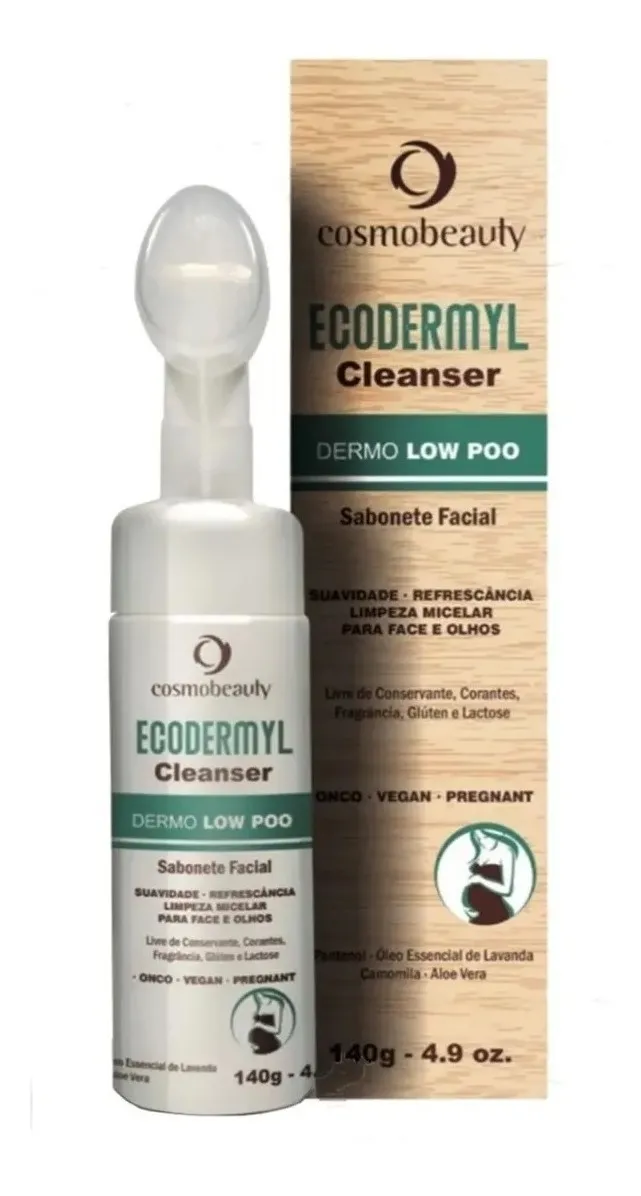 cosmobeauty
ECODERMYL
Cleanser
DERMO LOW POO
Sabonete Facial
SUAVIDADE · REFRESCÂNCIA
LIMPEZA MICELAR
PARA FACE E OLHOS
Livre de Conservante, Corantes,
Fragrância, Glúten e Lactose
ONCO · VEGAN · PREGNANT
Pantenol · Óleo Essencial de Lavanda
Camomila · Aloe Vera
140g - 4.9 oz.
cosmobeauty
ECODERMYL
Cleanser
DERMO LOW POO
Sabonete Facial
SUAVIDADE · REFRESCÂNCIA
LIMPEZA MICELAR
PARA FACE E OLHOS
Livre de Conservante, Corantes,
Fragrância, Glúten e Lactose
· ONCO · VEGAN · PREGNANT
Essencial de Lavanda
Aloe Vera
140g - 4.